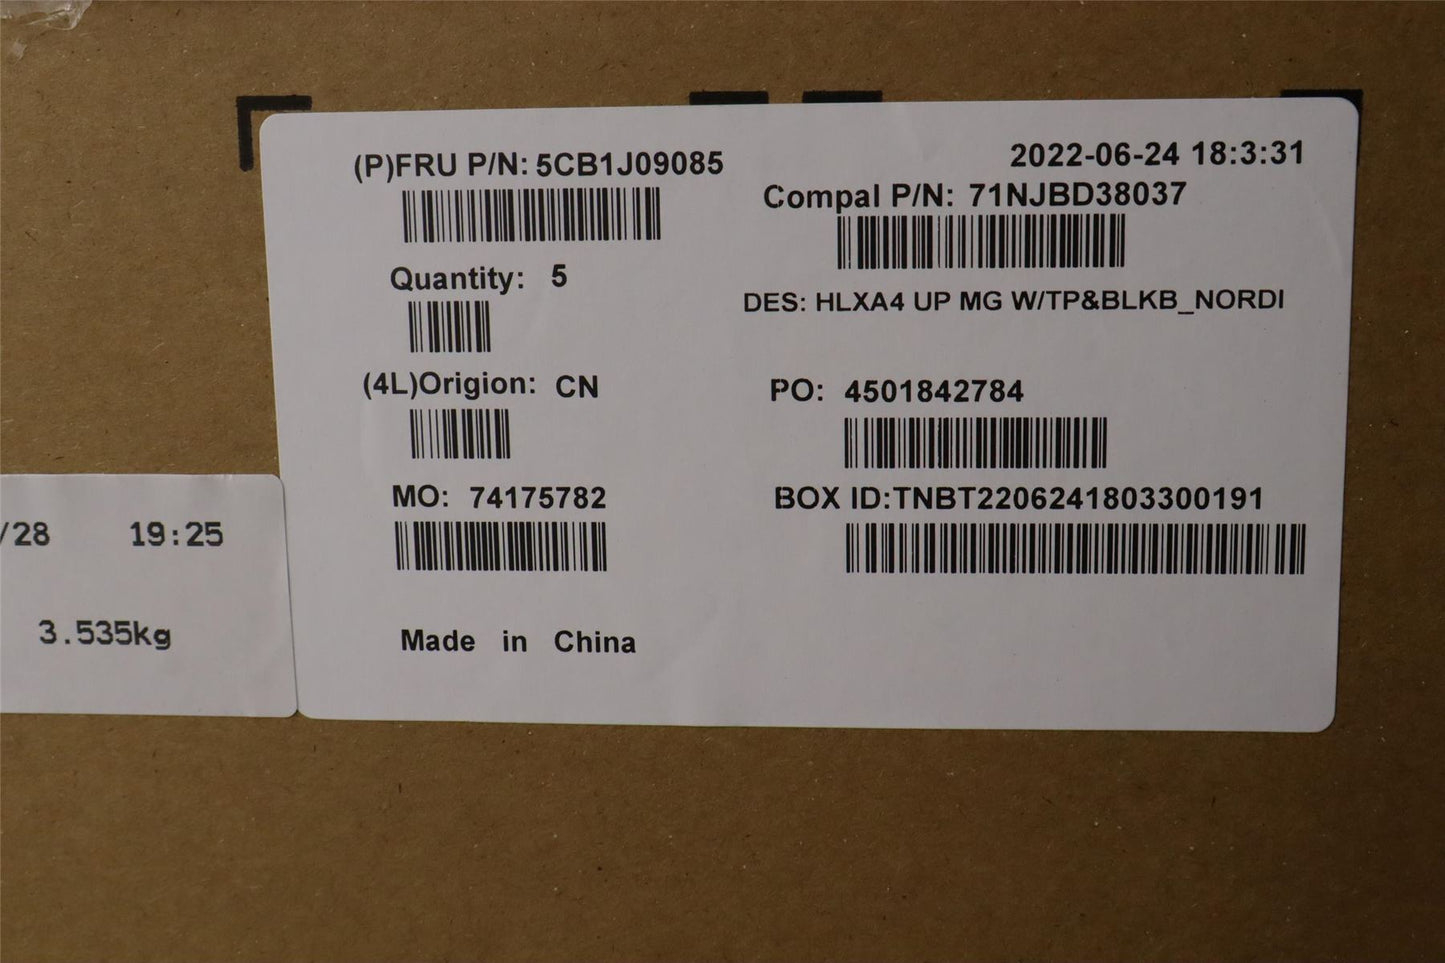 (P)FRU P/N: 5CB1J09085
2022-06-24 18:3:31
Compal P/N: 71NJBD38037
Quantity: 5
DES: HLXA4 UP MG W/TP&BLKB_NORDI
(4L)Origion: CN
PO: 4501842784
MO: 74175782
BOX ID:TNBT2206241803300191
Made in China
/28 19:25
3.535kg